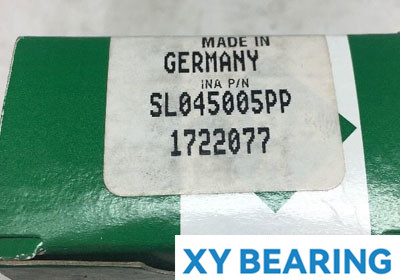 MADE IN
GERMANY
INA P/N
SL045005PP
1722077
XY BEARING